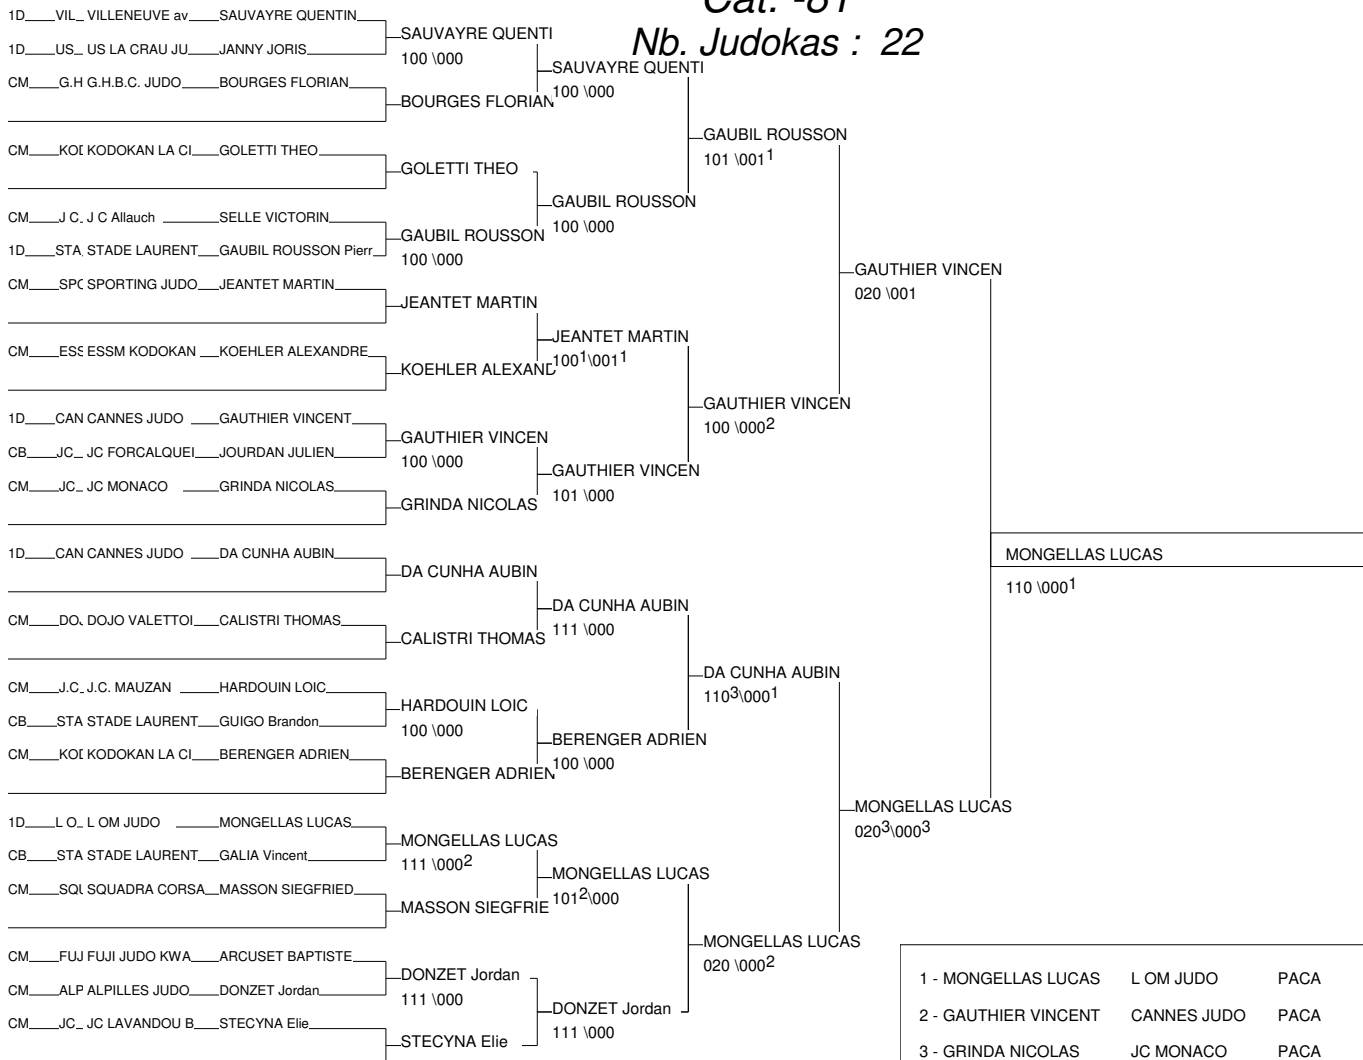 Cat. -81
Nb. Judokas : 22
1D VIL VILLENEUVE av SAUVAYRE QUENTIN
1D US_ US LA CRAU JU JANNY JORIS
CM G.H G.H.B.C. JUDO BOURGES FLORIAN
CM KOD KODOKAN LA CI GOLETTI THEO
CM J C J C Allauch SELLE VICTORIN
1D STA STADE LAURENT GAUBIL ROUSSON Pierr
CM SPO SPORTING JUDO JEANTET MARTIN
CM ESS ESSM KODOKAN KOEHLER ALEXANDRE
1D CAN CANNES JUDO GAUTHIER VINCENT
CB JC_ JC FORCALQUEI JOURDAN JULIEN
CM JC_ JC MONACO GRINDA NICOLAS
1D CAN CANNES JUDO DA CUNHA AUBIN
CM DOJ DOJO VALETTOI CALISTRI THOMAS
CM J.C J.C. MAUZAN HARDOUIN LOIC
CB STA STADE LAURENT GUIGO Brandon
CM KOD KODOKAN LA CI BERENGER ADRIEN
1D L O L OM JUDO MONGELLAS LUCAS
CB STA STADE LAURENT GALIA Vincent
CM SQU SQUADRA CORSA MASSON SIEGFRIED
CM FUJ FUJI JUDO KWA ARCUSET BAPTISTE
CM ALP ALPILLES JUDO DONZET Jordan
CM JC_ JC LAVANDOU B STECYNA Elie
SAUVAYRE QUENTI
100 \000
BOURGES FLORIAN
GOLETTI THEO
GAUBIL ROUSSON
100 \000
JEANTET MARTIN
KOEHLER ALEXAND
GAUTHIER VINCEN
100 \000
GRINDA NICOLAS
DA CUNHA AUBIN
CALISTRI THOMAS
HARDOUIN LOIC
100 \000
BERENGER ADRIEN
MONGELLAS LUCAS
111 \000²
MASSON SIEGFRIE
DONZET Jordan
111 \000
STECYNA Elie
SAUVAYRE QUENTI
100 \000
GAUBIL ROUSSON
100 \000
JEANTET MARTIN
100¹\001¹
GAUTHIER VINCEN
101 \000
DA CUNHA AUBIN
111 \000
BERENGER ADRIEN
100 \000
MONGELLAS LUCAS
101²\000
DONZET Jordan
111 \000
GAUBIL ROUSSON
101 \001¹
GAUTHIER VINCEN
100 \000²
DA CUNHA AUBIN
110³\000¹
MONGELLAS LUCAS
020 \000²
GAUTHIER VINCEN
020 \001
MONGELLAS LUCAS
020³\000³
MONGELLAS LUCAS
110 \000¹
1 - MONGELLAS LUCAS L OM JUDO PACA
2 - GAUTHIER VINCENT CANNES JUDO PACA
3 - GRINDA NICOLAS JC MONACO PACA